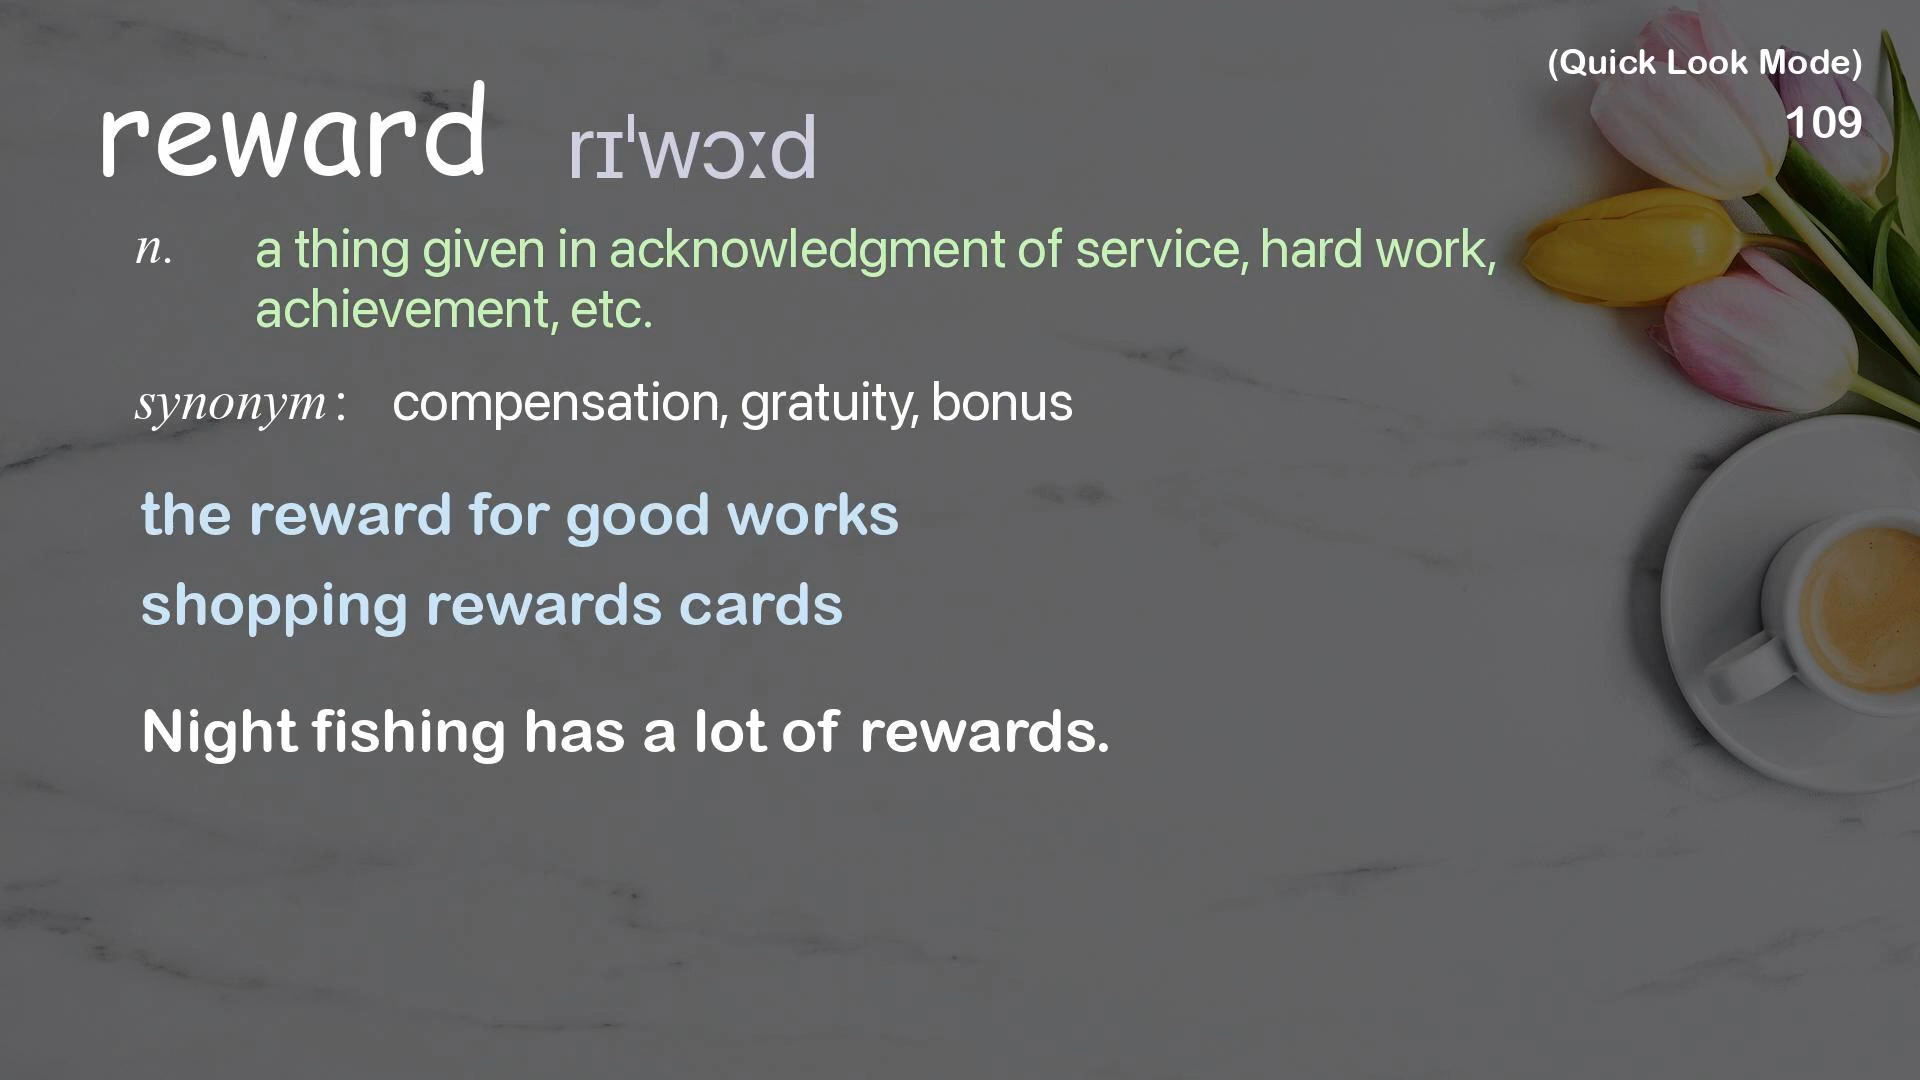 (Quick Look Mode)
109
reward rɪˈwɔːd
n. a thing given in acknowledgment of service, hard work,
achievement, etc.
synonym: compensation, gratuity, bonus
the reward for good works
shopping rewards cards
Night fishing has a lot of rewards.